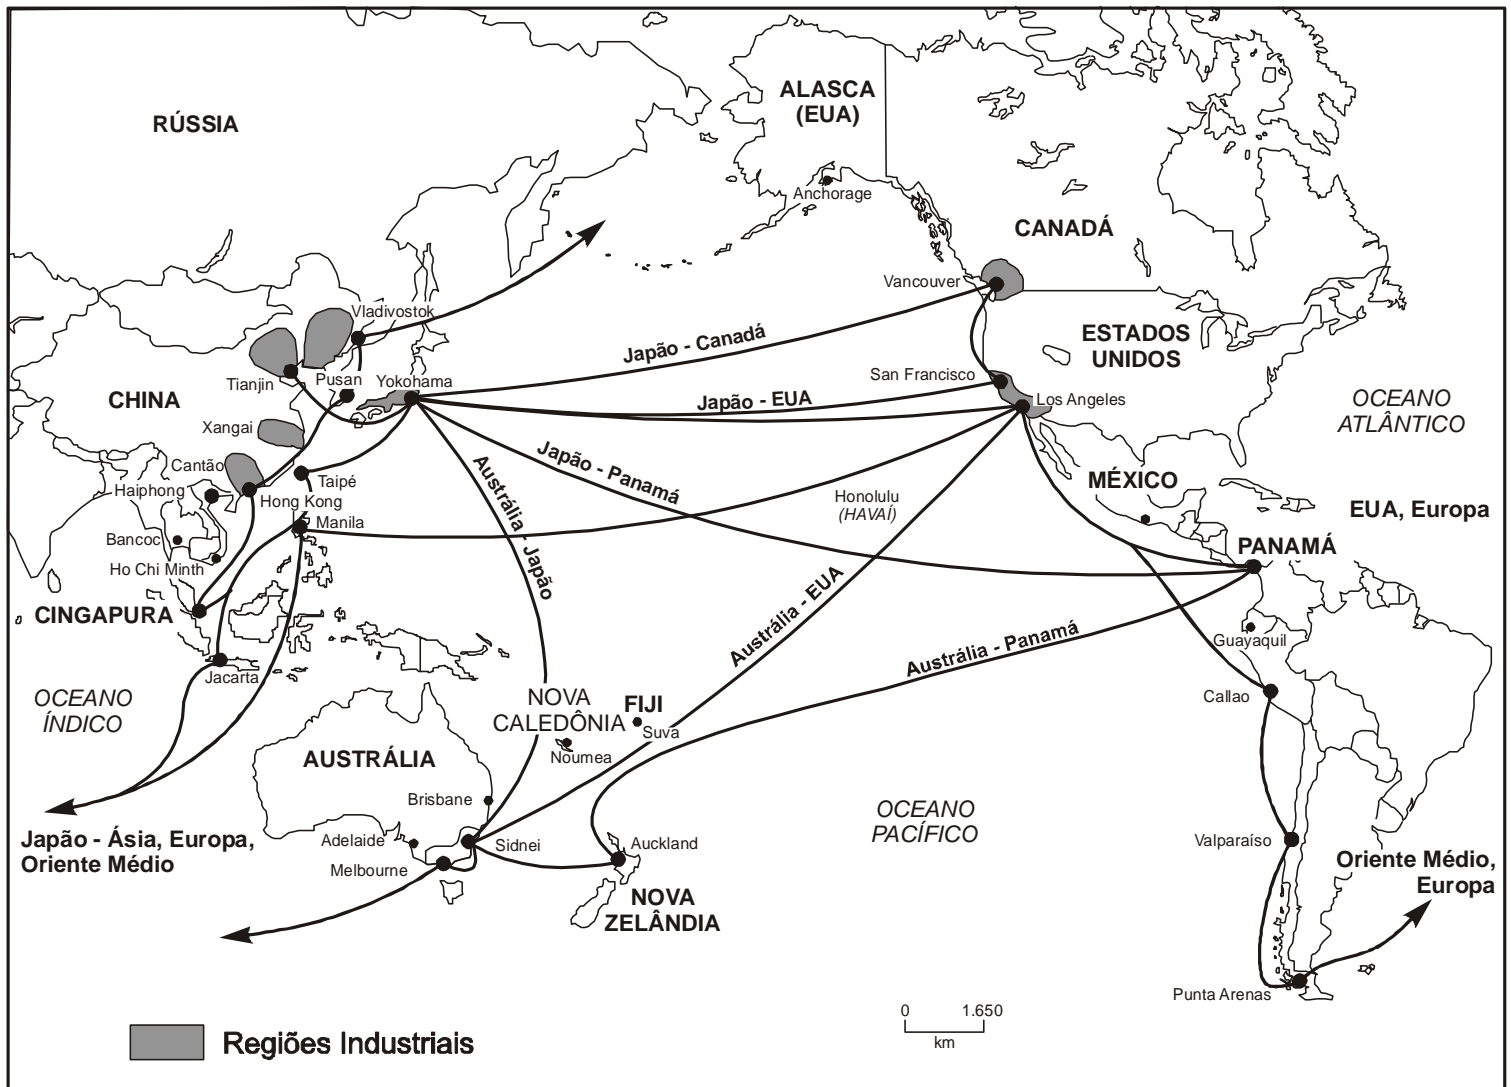 ALASCA
(EUA)
RÚSSIA
Anchorage
CANADÁ
Vancouver
Vladivostok
ESTADOS
UNIDOS
Japão - Canadá
Tianjin
Pusan
Yokohama
San Francisco
CHINA
Japão - EUA
Los Angeles
OCEANO
ATLÂNTICO
Xangai
Cantão
Taipé
Japão - Panamá
MÉXICO
Haiphong
Hong Kong
Austrália - Japão
Honolulu
(HAVAÍ)
EUA, Europa
Manila
Bancoc
Ho Chi Minth
PANAMÁ
CINGAPURA
Austrália - EUA
Guayaquil
Austrália - Panamá
Jacarta
OCEANO
ÍNDICO
NOVA
CALEDÔNIA
FIJI
Suva
Callao
Noumea
AUSTRÁLIA
Brisbane
OCEANO
PACÍFICO
Japão - Ásia, Europa,
Oriente Médio
Adelaide
Sidnei
Auckland
Valparaíso
Melbourne
Oriente Médio,
Europa
NOVA
ZELÂNDIA
Punta Arenas
0 1.650
km
Regiões Industriais